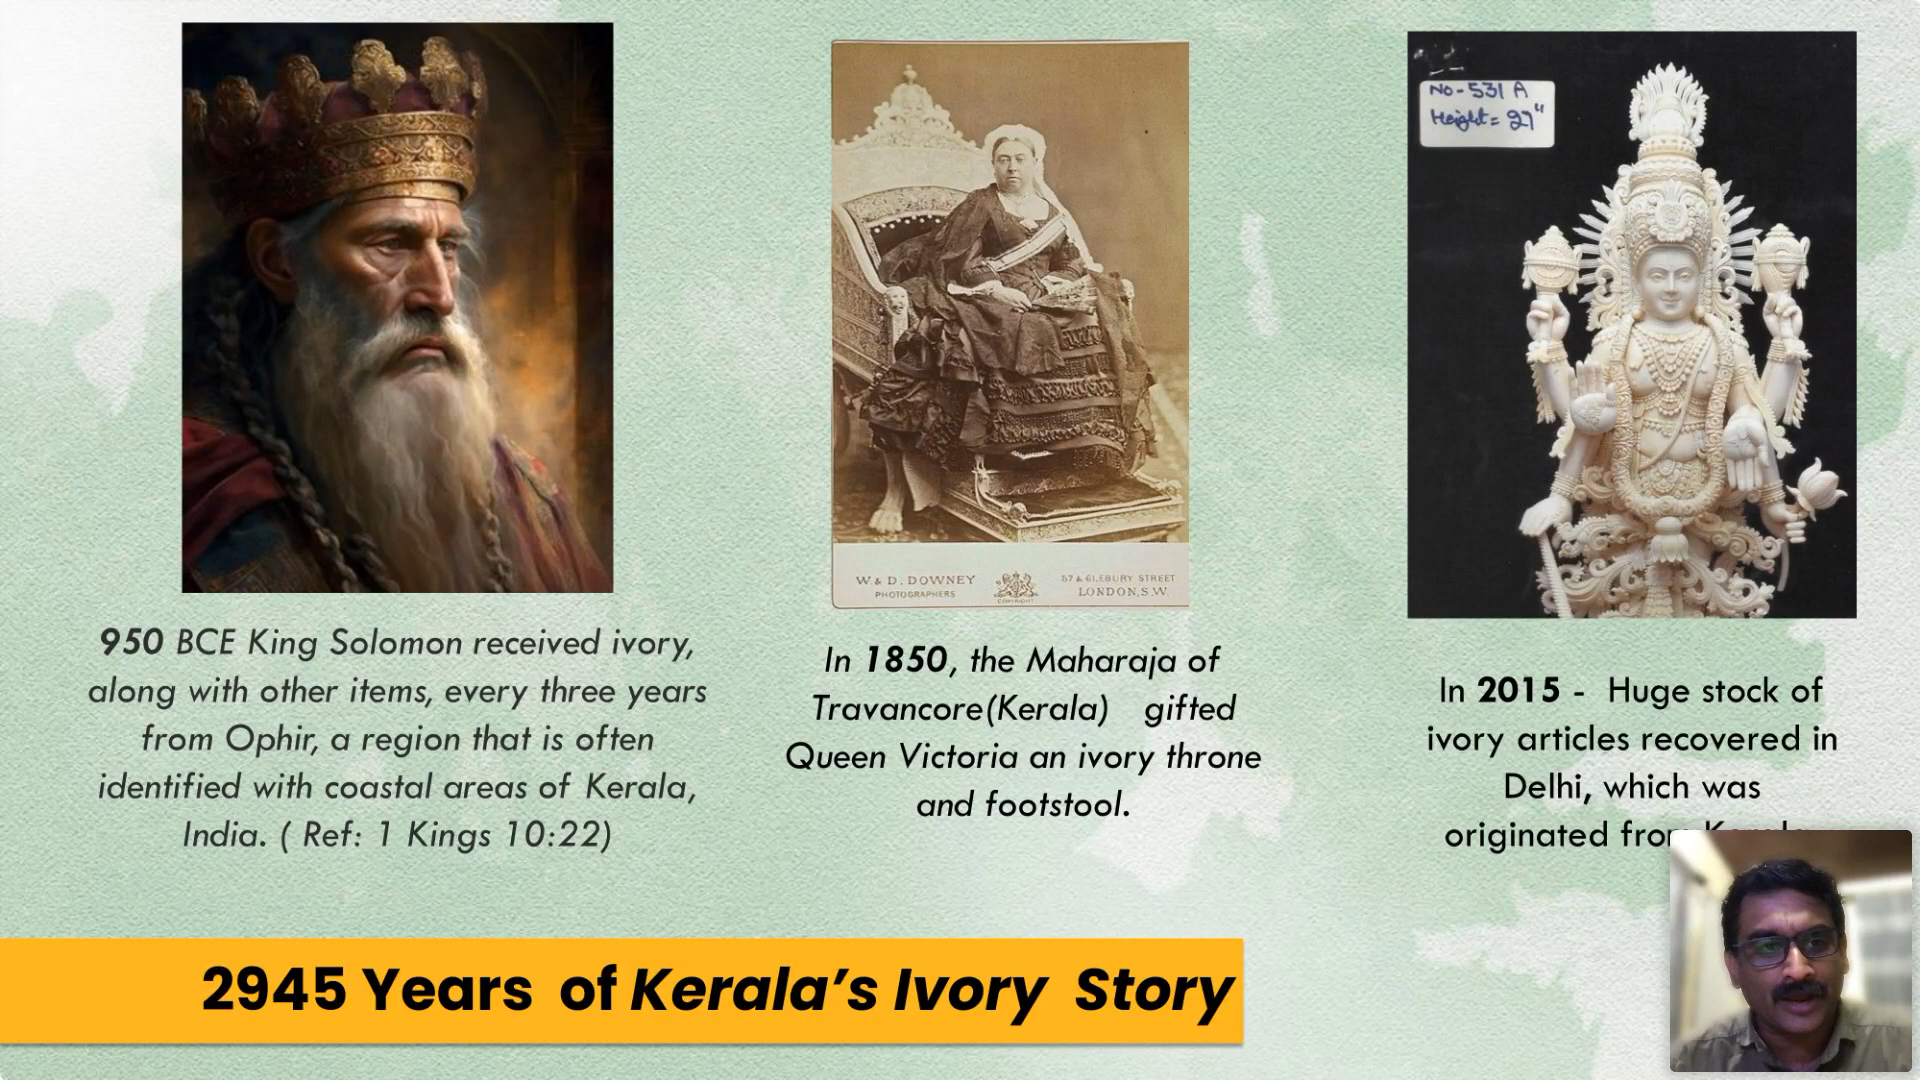 No-531 A
Height = 27"
W. & D. DOWNEY
PHOTOGRAPHERS
COPYRIGHT
57 & 61, EBURY STREET
LONDON, S.W.
950 BCE King Solomon received ivory,
along with other items, every three years
from Ophir, a region that is often
identified with coastal areas of Kerala,
India. ( Ref: 1 Kings 10:22)
In 1850, the Maharaja of
Travancore(Kerala) gifted
Queen Victoria an ivory throne
and footstool.
In 2015 - Huge stock of
ivory articles recovered in
Delhi, which was
originated
2945 Years of Kerala's Ivory Story